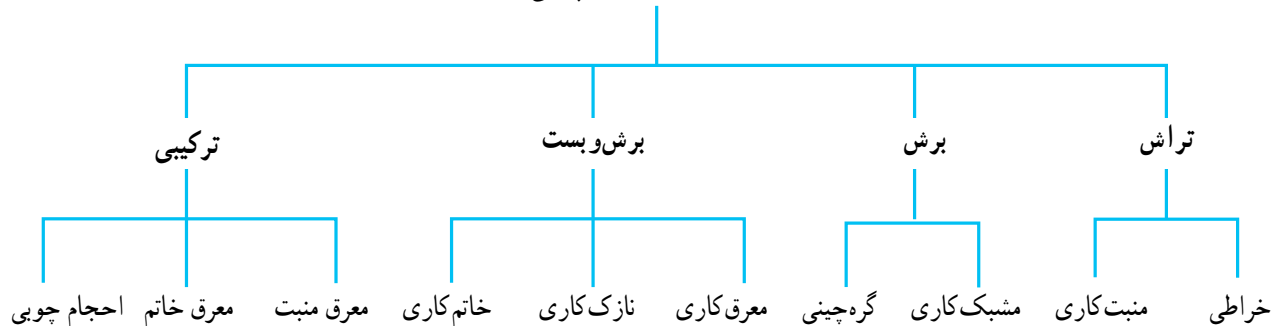 تراش برش برش‌و‌بست ترکیبی
خراطی منبت‌کاری مشبک‌کاری گره‌چینی معرق‌کاری نازک‌کاری خاتم‌کاری معرق منبت معرق خاتم احجام چوبی